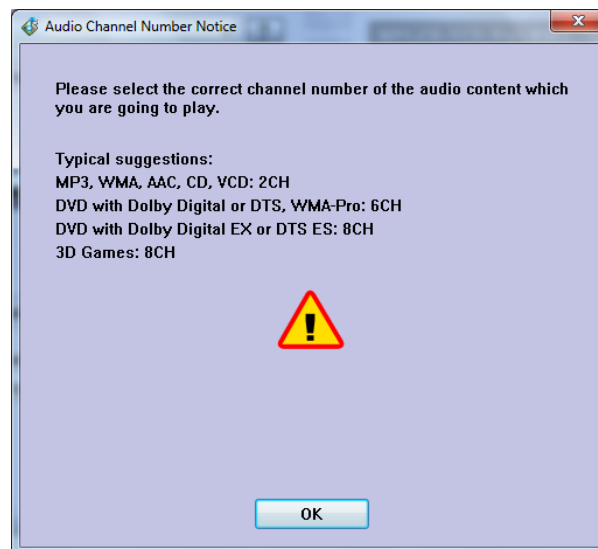 Audio Channel Number Notice
Please select the correct channel number of the audio content which
you are going to play.
Typical suggestions:
MP3, WMA, AAC, CD, VCD: 2CH
DVD with Dolby Digital or DTS, WMA-Pro: 6CH
DVD with Dolby Digital EX or DTS ES: 8CH
3D Games: 8CH
OK